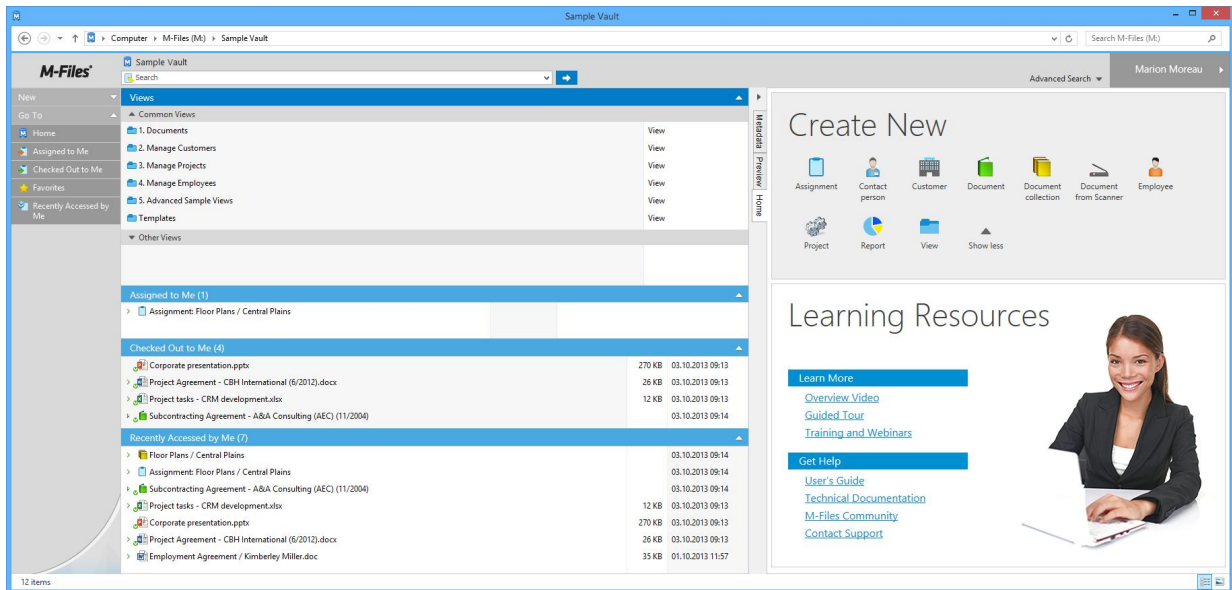 Sample Vault
Computer M-Files (M:) Sample Vault
Search M-Files (M:)
M-Files
Sample Vault
Search
Advanced Search
Marion Moreau
New
Go To
Home
Assigned to Me
Checked Out to Me
Favorites
Recently Accessed by
Me
Views
Common Views
1. Documents View
2. Manage Customers View
3. Manage Projects View
4. Manage Employees View
5. Advanced Sample Views View
Templates View
Other Views
Assigned to Me (1)
Assignment: Floor Plans / Central Plains
Checked Out to Me (4)
Corporate presentation.pptx 270 KB 03.10.2013 09:13
Project Agreement - CBH International (6/2012).docx 26 KB 03.10.2013 09:13
Project tasks - CRM development.xlsx 12 KB 03.10.2013 09:13
Subcontracting Agreement - A&A Consulting (AEC) (11/2004) 03.10.2013 09:14
Recently Accessed by Me (7)
Floor Plans / Central Plains 03.10.2013 09:14
Assignment: Floor Plans / Central Plains 03.10.2013 09:14
Subcontracting Agreement - A&A Consulting (AEC) (11/2004) 03.10.2013 09:14
Project tasks - CRM development.xlsx 12 KB 03.10.2013 09:13
Corporate presentation.pptx 270 KB 03.10.2013 09:13
Project Agreement - CBH International (6/2012).docx 26 KB 03.10.2013 09:13
Employment Agreement / Kimberley Miller.doc 35 KB 01.10.2013 11:57
Metadata
Preview
Home
Create New
Assignment
Contact
person
Customer
Document
Document
collection
Document
from Scanner
Employee
Project
Report
View
Show less
Learning Resources
Learn More
Overview Video
Guided Tour
Training and Webinars
Get Help
User's Guide
Technical Documentation
M-Files Community
Contact Support
12 items